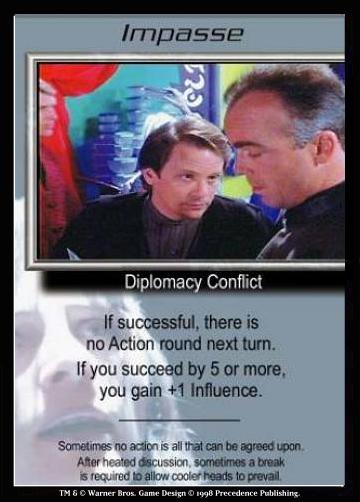 Impasse
Diplomacy Conflict
If successful, there is
no Action round next turn.
If you succeed by 5 or more,
you gain +1 Influence.
Sometimes no action is all that can be agreed upon.
After heated discussion, sometimes a break
is required to allow cooler heads to prevail.
TM & © Warner Bros. Game Design © 1998 Precedence Publishing.